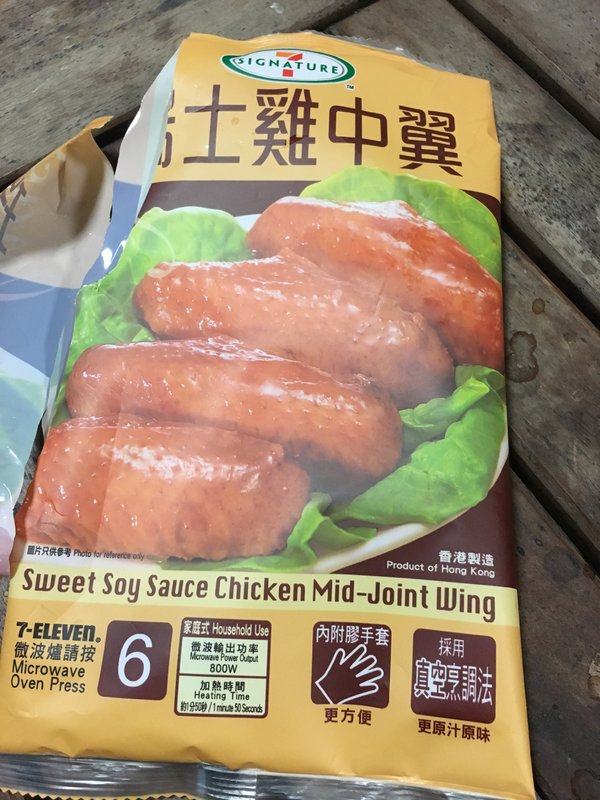 7
SIGNATURE
TM
士雞中翼
圖片只供參考 Photo for reference only
香港製造
Product of Hong Kong
Sweet Soy Sauce Chicken Mid-Joint Wing
7-ELEVEN®
微波爐請按
Microwave
Oven Press
6
家庭式 Household Use
微波輸出功率
Microwave Power Output
800W
加熱時間
Heating Time
約1分50秒 / 1 minute 50 Seconds
內附膠手套
更方便
採用
真空烹調法
更原汁原味